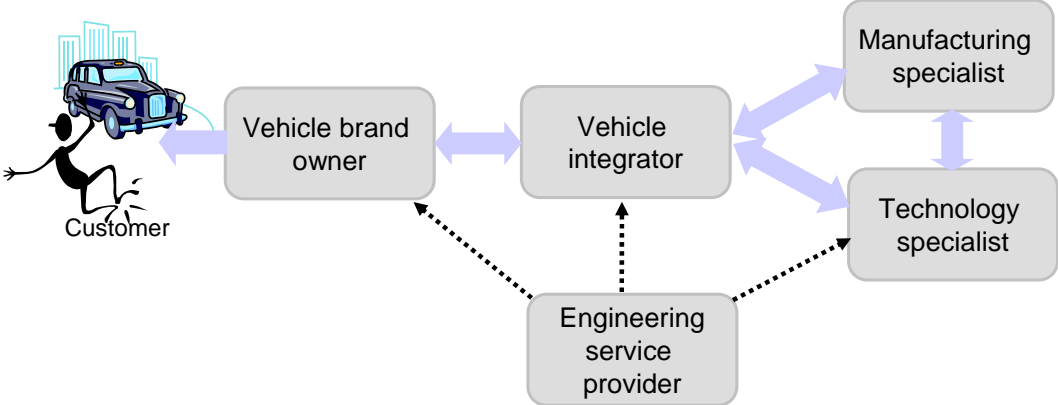 Customer
Vehicle brand
owner
Vehicle
integrator
Manufacturing
specialist
Technology
specialist
Engineering
service
provider